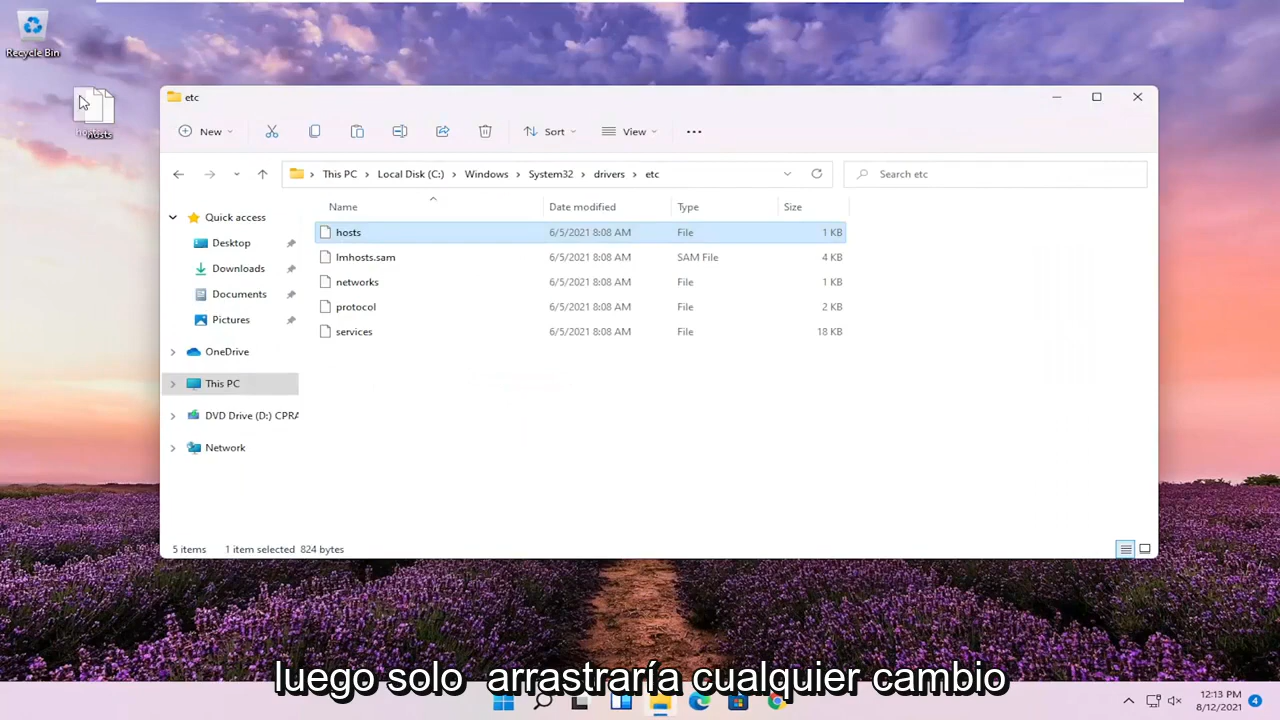 Recycle Bin
hosts
etc
New
Sort
View
This PC
Local Disk (C:)
Windows
System32
drivers
etc
Search etc
Name
Date modified
Type
Size
Quick access
Desktop
Downloads
Documents
Pictures
OneDrive
This PC
DVD Drive (D:) CPRA
Network
hosts 6/5/2021 8:08 AM File 1 KB
lmhosts.sam 6/5/2021 8:08 AM SAM File 4 KB
networks 6/5/2021 8:08 AM File 1 KB
protocol 6/5/2021 8:08 AM File 2 KB
services 6/5/2021 8:08 AM File 18 KB
5 items 1 item selected 824 bytes
luego solo arrastraría cualquier cambio
12:13 PM
8/12/2021
4